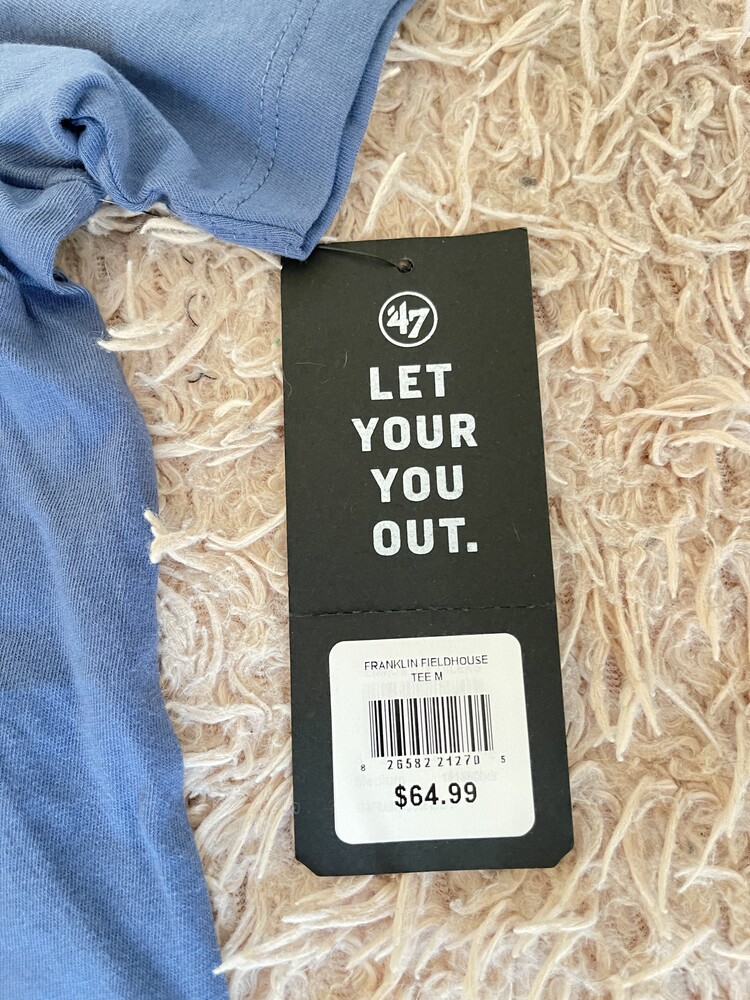 47
LET
YOUR
YOU
OUT.
FRANKLIN FIELDHOUSE
TEE M
8 26582 21270 5
$64.99